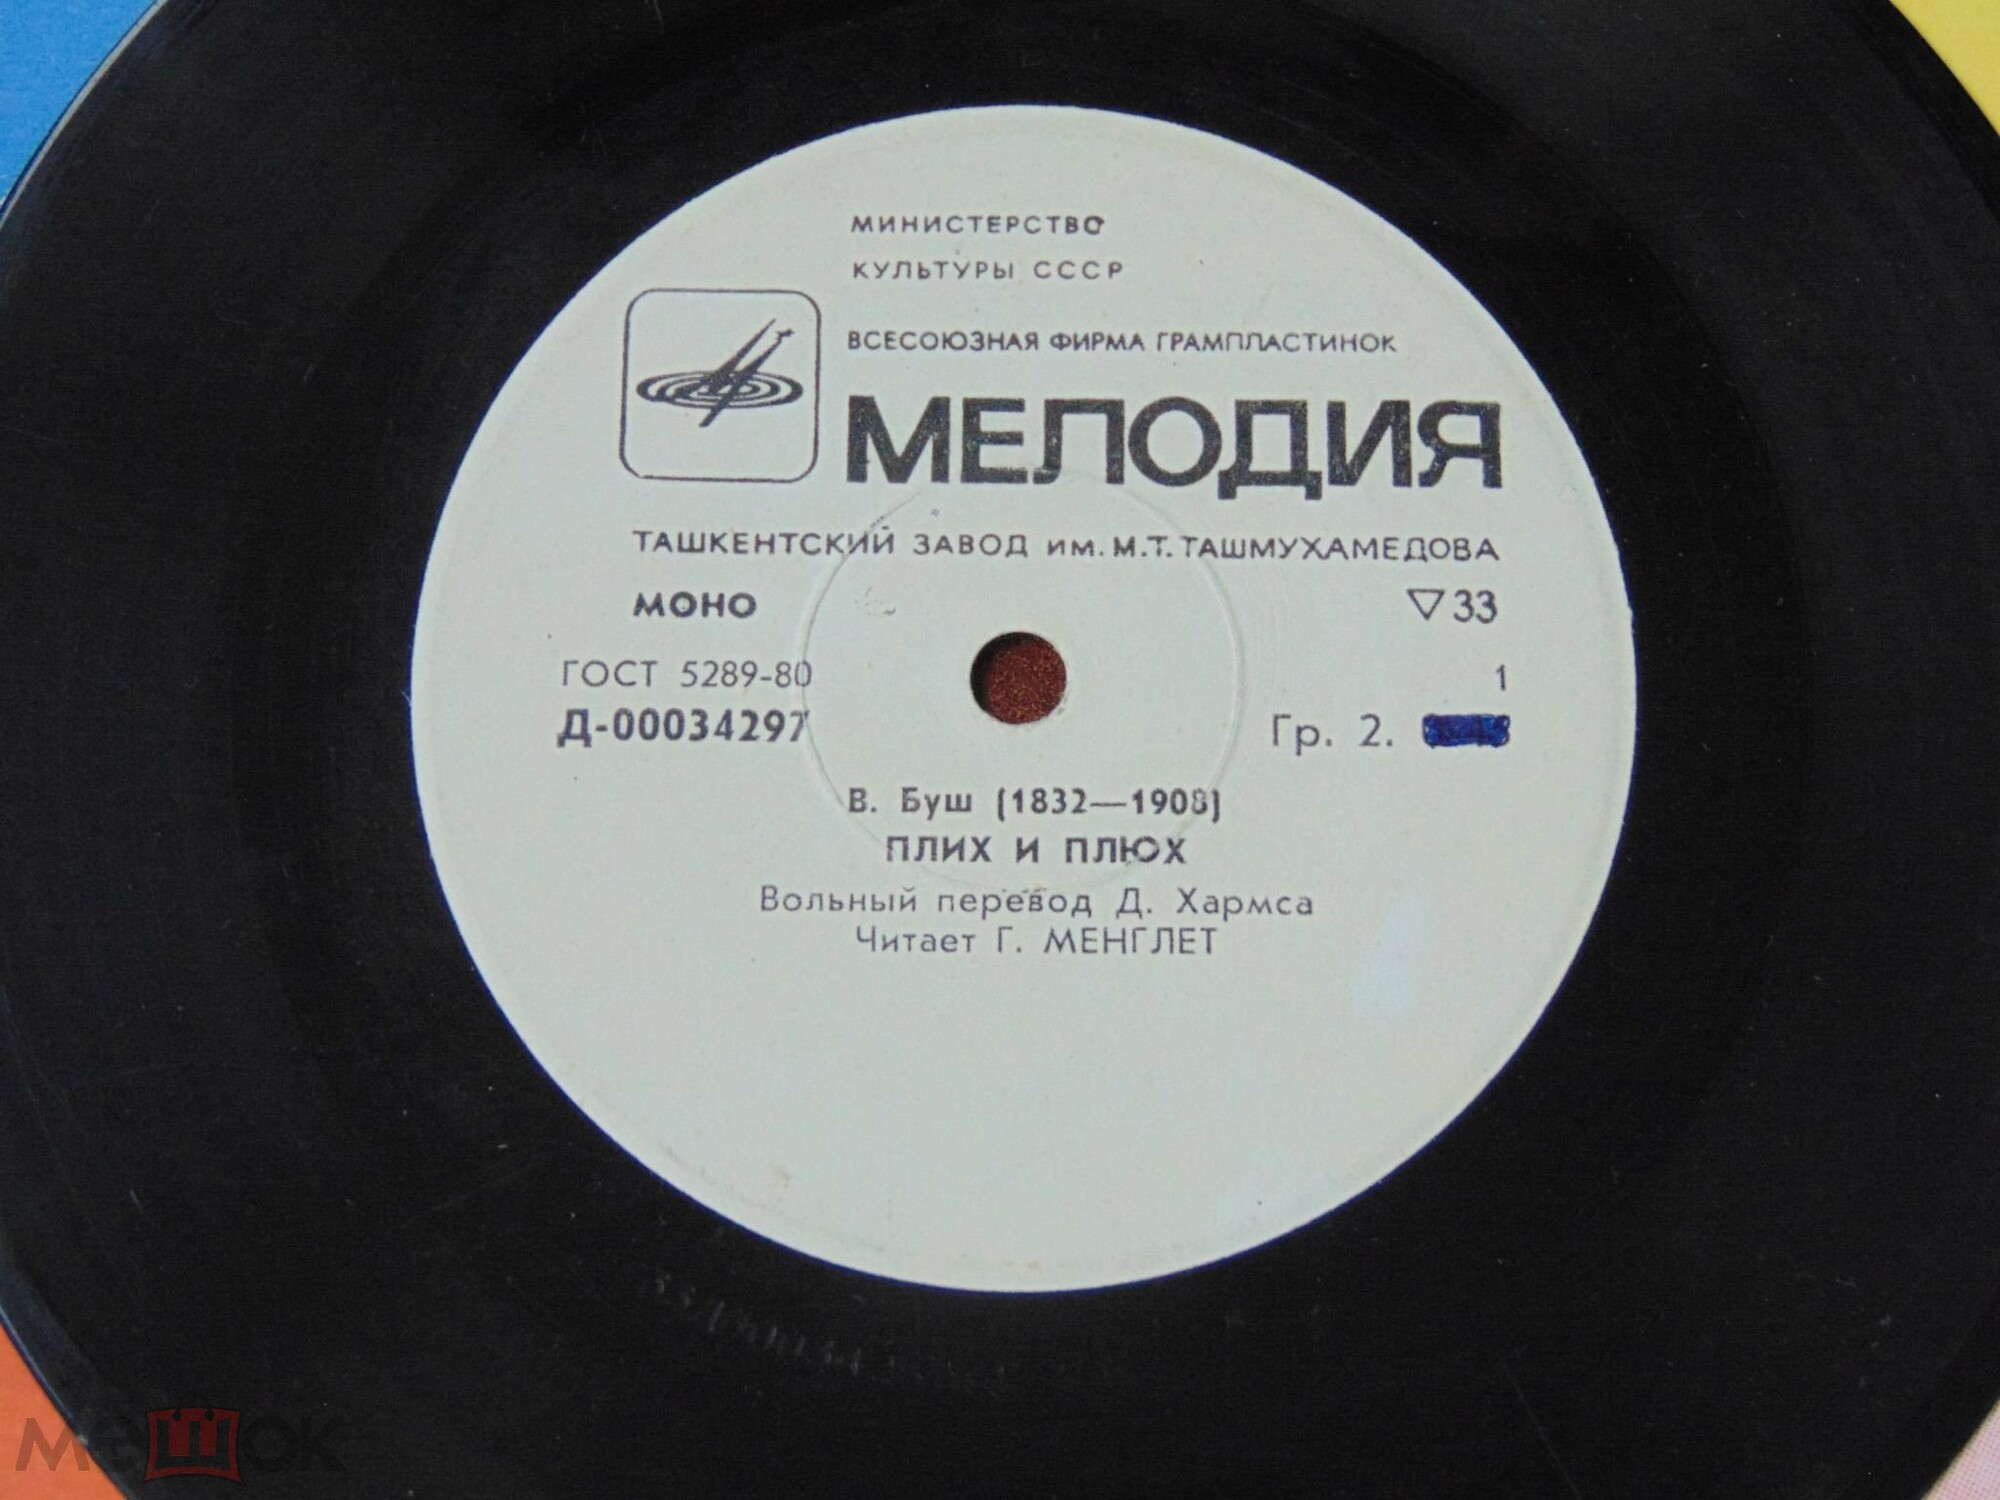 МИНИСТЕРСТВО
КУЛЬТУРЫ СССР
ВСЕСОЮЗНАЯ ФИРМА ГРАМПЛАСТИНОК
МЕЛОДИЯ
ТАШКЕНТСКИЙ ЗАВОД им. М.Т. ТАШМУХАМЕДОВА
МОНО ▽33
ГОСТ 5289-80 1
Д-00034297 Гр. 2.
В. Буш (1832—1908)
ПЛИХ И ПЛЮХ
Вольный перевод Д. Хармса
Читает Г. МЕНГЛЕТ
мешок